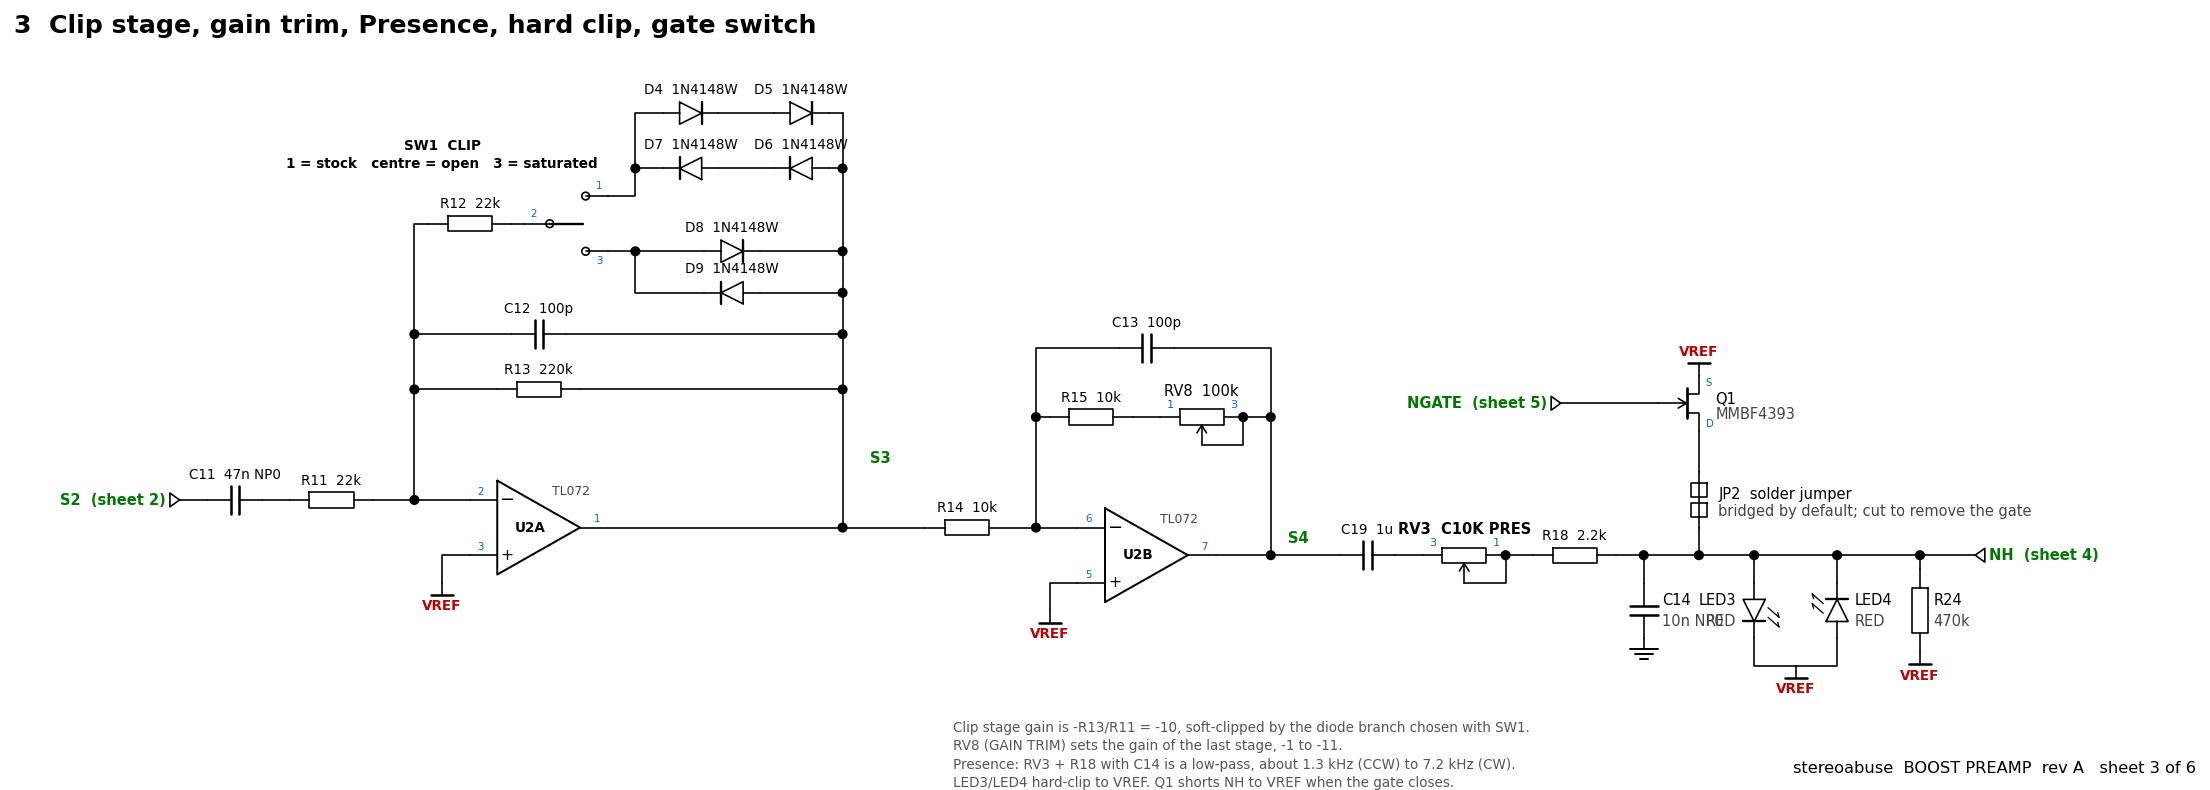 3 Clip stage, gain trim, Presence, hard clip, gate switch
D4 1N4148W D5 1N4148W
SW1 CLIP
1 = stock centre = open 3 = saturated
D7 1N4148W D6 1N4148W
1
R12 22k
2
D8 1N4148W
3
D9 1N4148W
C12 100p
R13 220k
C13 100p
VREF
R15 10k
RV8 100k
1
3
NGATE (sheet 5)
S
Q1
MMBF4393
D
S3
S2 (sheet 2)
C11 47n NP0
R11 22k
2
−
TL072
U2A
1
3
+
VREF
R14 10k
6
−
TL072
U2B
7
5
+
VREF
S4
C19 1u
RV3 C10K PRES
3
1
R18 2.2k
JP2 solder jumper
bridged by default; cut to remove the gate
NH (sheet 4)
C14
10n NP0
LED3
RED
LED4
RED
R24
470k
VREF
VREF
Clip stage gain is -R13/R11 = -10, soft-clipped by the diode branch chosen with SW1.
RV8 (GAIN TRIM) sets the gain of the last stage, -1 to -11.
Presence: RV3 + R18 with C14 is a low-pass, about 1.3 kHz (CCW) to 7.2 kHz (CW).
LED3/LED4 hard-clip to VREF. Q1 shorts NH to VREF when the gate closes.
stereoabuse BOOST PREAMP rev A sheet 3 of 6